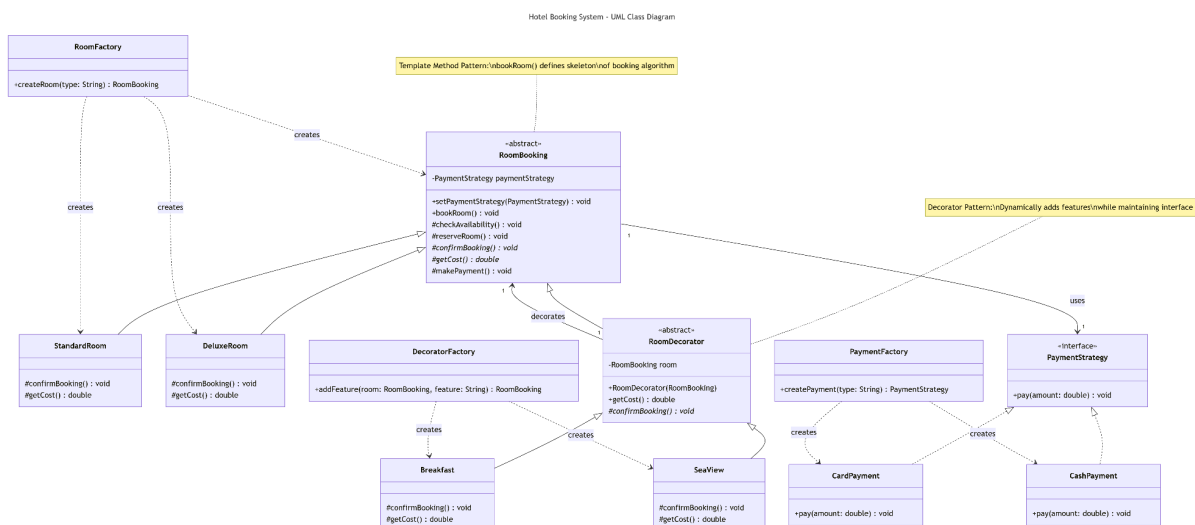 Hotel Booking System - UML Class Diagram
RoomFactory
+createRoom(type: String) : RoomBooking
Template Method Pattern:\nbookRoom() defines skeleton\nof booking algorithm
creates
creates
creates
«abstract»
RoomBooking
-PaymentStrategy paymentStrategy
+setPaymentStrategy(PaymentStrategy) : void
+bookRoom() : void
#checkAvailability() : void
#reserveRoom() : void
#confirmBooking() : void
#getCost() : double
#makePayment() : void
Decorator Pattern:\nDynamically adds features\nwhile maintaining interface
1
1
decorates
1
uses
1
StandardRoom
#confirmBooking() : void
#getCost() : double
DeluxeRoom
#confirmBooking() : void
#getCost() : double
DecoratorFactory
+addFeature(room: RoomBooking, feature: String) : RoomBooking
«abstract»
RoomDecorator
-RoomBooking room
+RoomDecorator(RoomBooking)
+getCost() : double
#confirmBooking() : void
PaymentFactory
+createPayment(type: String) : PaymentStrategy
«interface»
PaymentStrategy
+pay(amount: double) : void
creates
creates
creates
creates
Breakfast
#confirmBooking() : void
#getCost() : double
SeaView
#confirmBooking() : void
#getCost() : double
CardPayment
+pay(amount: double) : void
CashPayment
+pay(amount: double) : void